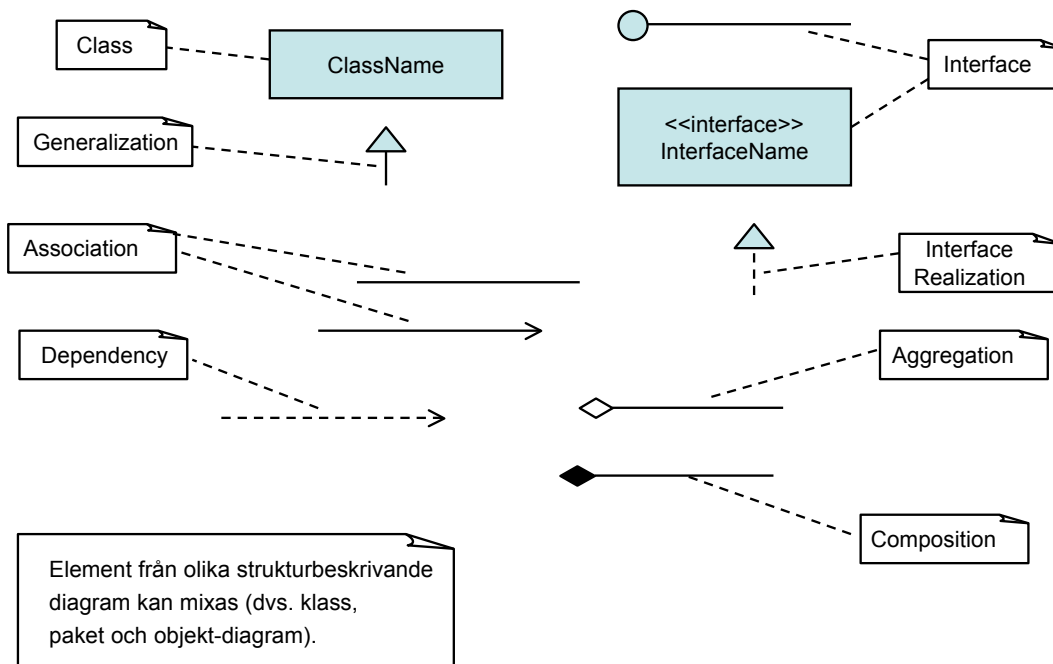 Class
ClassName
Interface
<<interface>>
InterfaceName
Generalization
Association
Interface
Realization
Dependency
Aggregation
Composition
Element från olika strukturbeskrivande
diagram kan mixas (dvs. klass,
paket och objekt-diagram).